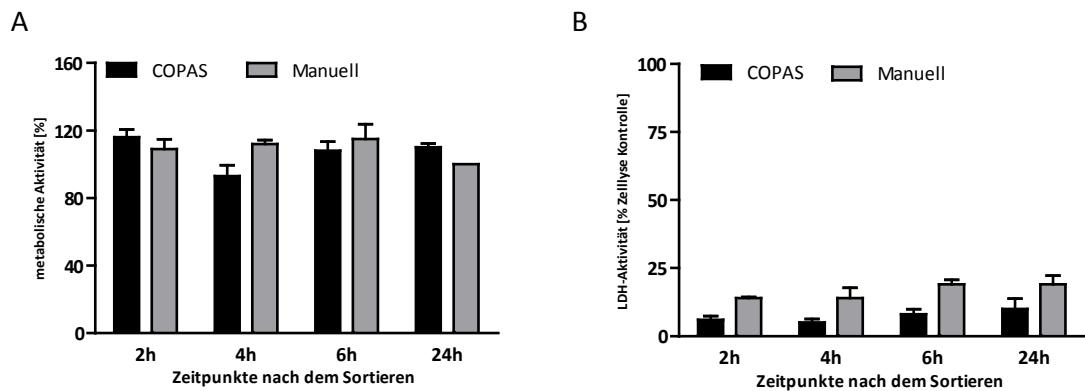 A
COPAS Manuell
metabolische Aktivität [%]
160
120
80
40
0
2h 4h 6h 24h
Zeitpunkte nach dem Sortieren
B
COPAS Manuell
LDH-Aktivität [% Zelllyse Kontrolle]
100
75
50
25
0
2h 4h 6h 24h
Zeitpunkte nach dem Sortieren